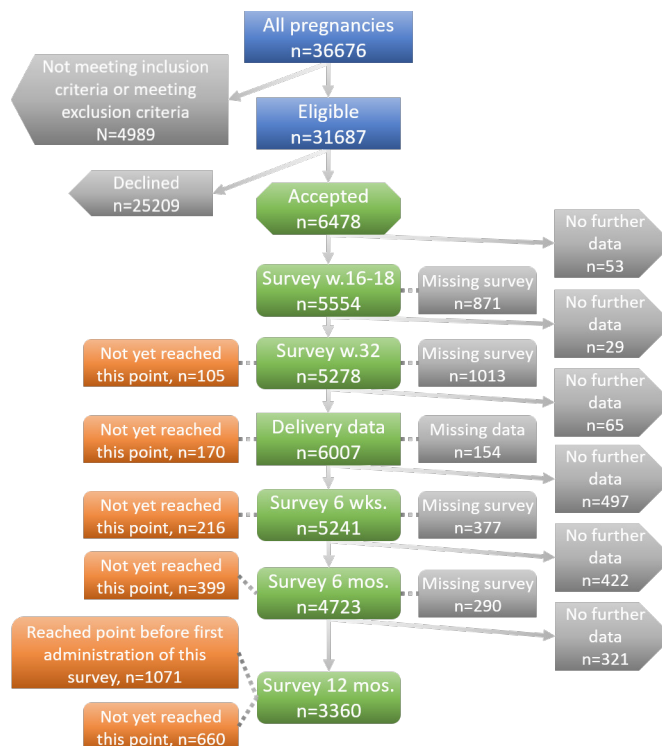 All pregnancies
n=36676
Not meeting inclusion
criteria or meeting
exclusion criteria
N=4989
Eligible
n=31687
Declined
n=25209
Accepted
n=6478
No further
data
n=53
Survey w.16-18
n=5554
Missing survey
n=871
No further
data
n=29
Not yet reached
this point, n=105
Survey w.32
n=5278
Missing survey
n=1013
No further
data
n=65
Not yet reached
this point, n=170
Delivery data
n=6007
Missing data
n=154
No further
data
n=497
Not yet reached
this point, n=216
Survey 6 wks.
n=5241
Missing survey
n=377
No further
data
n=422
Not yet reached
this point, n=399
Survey 6 mos.
n=4723
Missing survey
n=290
No further
data
n=321
Reached point before first
administration of this
survey, n=1071
Survey 12 mos.
n=3360
Not yet reached
this point, n=660